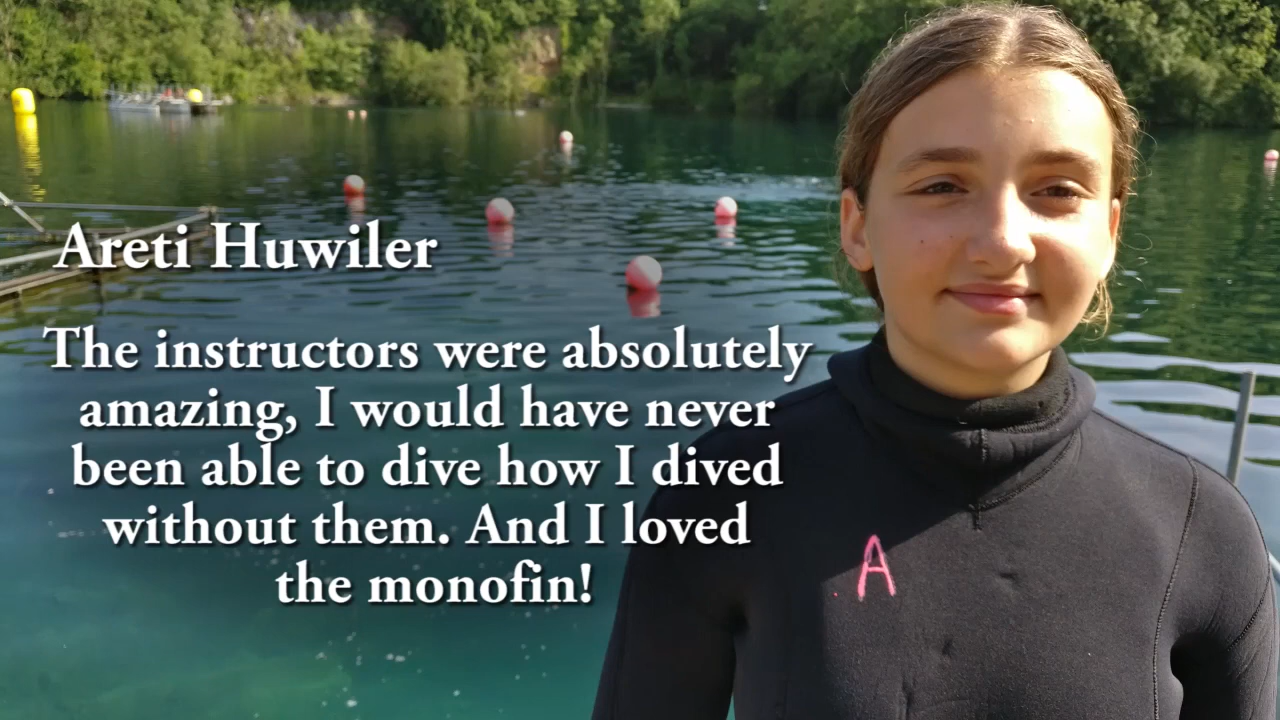 Areti Huwiler
The instructors were absolutely
amazing, I would have never
been able to dive how I dived
without them. And I loved
the monofin!
A